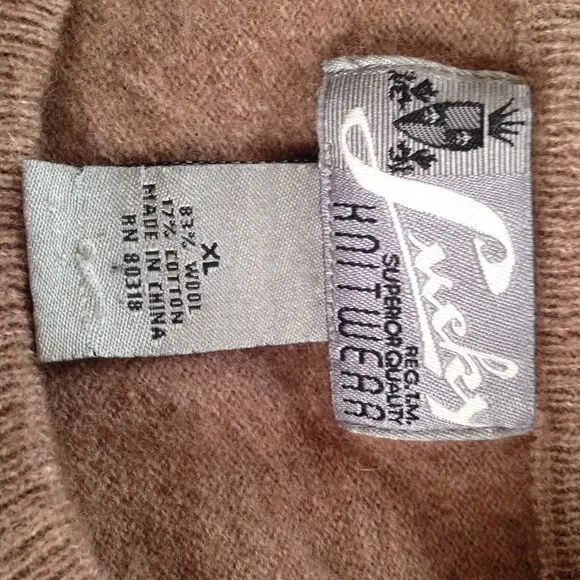 Lucky
KNITWEAR
SUPERIOR QUALITY
REG. T.M.
XL
83% WOOL
17% COTTON
MADE IN CHINA
RN 80318